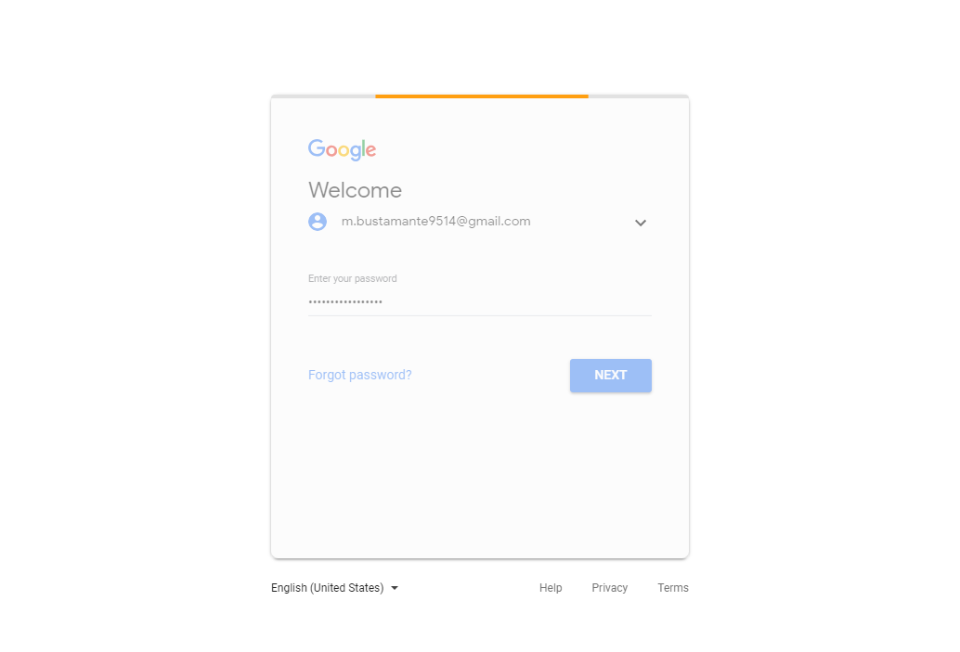 Google
Welcome
m.bustamante9514@gmail.com
Enter your password
•••••••••••••••••
Forgot password?
NEXT
English (United States)
Help Privacy Terms